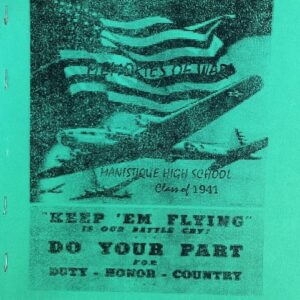 MEMORIES OF WAR
MANISTIQUE HIGH SCHOOL
Class of 1941
"KEEP 'EM FLYING"
IS OUR BATTLE CRY!
DO YOUR PART
FOR
DUTY - HONOR - COUNTRY